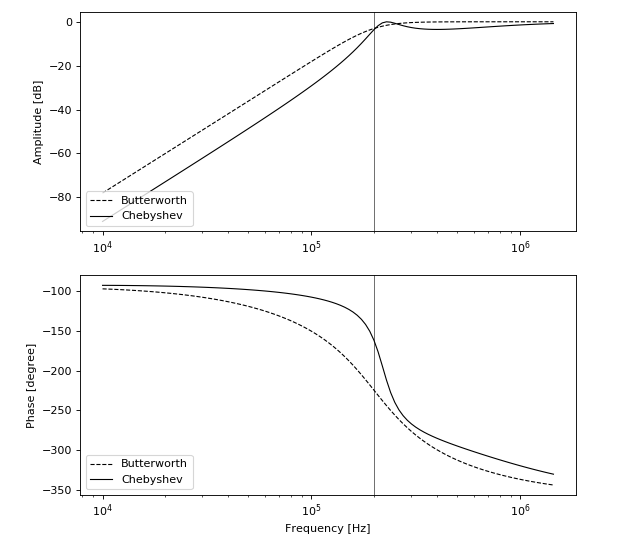 0
−20
−40
−60
−80
Amplitude [dB]
Butterworth
Chebyshev
10⁴
10⁵
10⁶
−100
−150
−200
−250
−300
−350
Phase [degree]
Butterworth
Chebyshev
10⁴
10⁵
10⁶
Frequency [Hz]